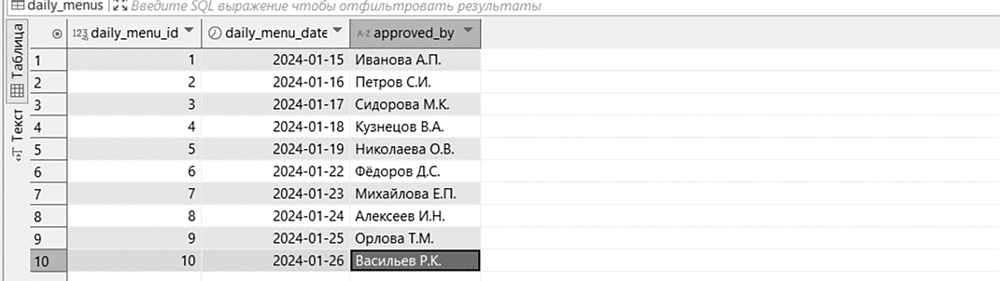 daily_menus Введите SQL выражение чтобы отфильтровать результаты
Таблица
Текст
123 daily_menu_id daily_menu_date A-Z approved_by
1 1 2024-01-15 Иванова А.П.
2 2 2024-01-16 Петров С.И.
3 3 2024-01-17 Сидорова М.К.
4 4 2024-01-18 Кузнецов В.А.
5 5 2024-01-19 Николаева О.В.
6 6 2024-01-22 Фёдоров Д.С.
7 7 2024-01-23 Михайлова Е.П.
8 8 2024-01-24 Алексеев И.Н.
9 9 2024-01-25 Орлова Т.М.
10 10 2024-01-26 Васильев Р.К.